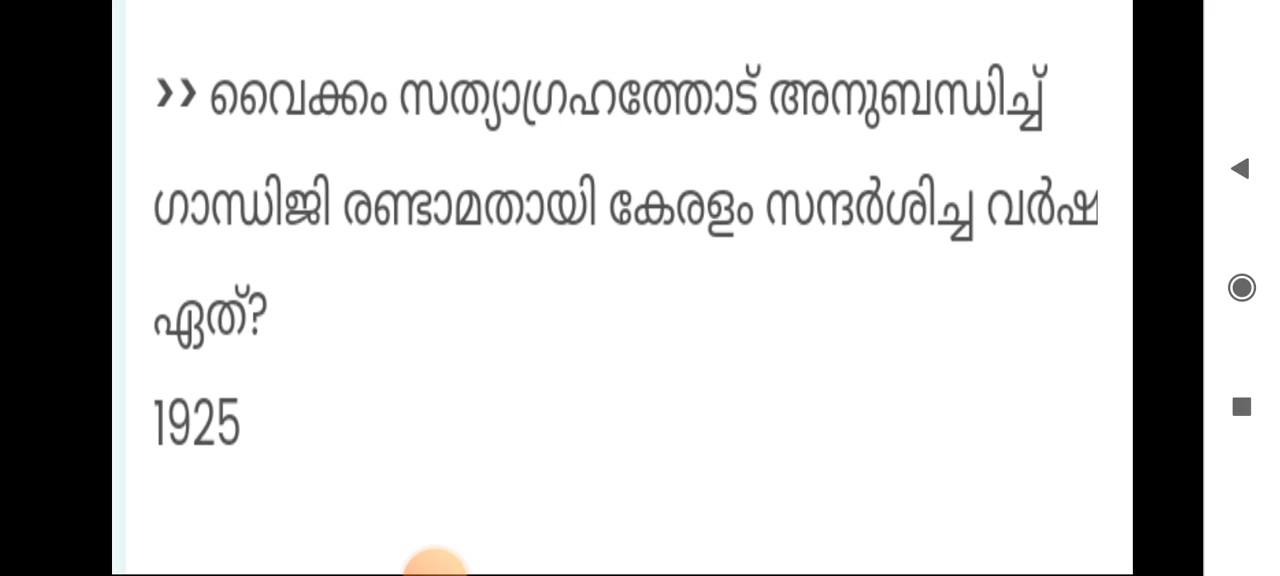 ›› വൈക്കം സത്യാഗ്രഹത്തോട് അനുബന്ധിച്ച്
ഗാന്ധിജി രണ്ടാമതായി കേരളം സന്ദർശിച്ച വർഷ
ഏത്?
1925